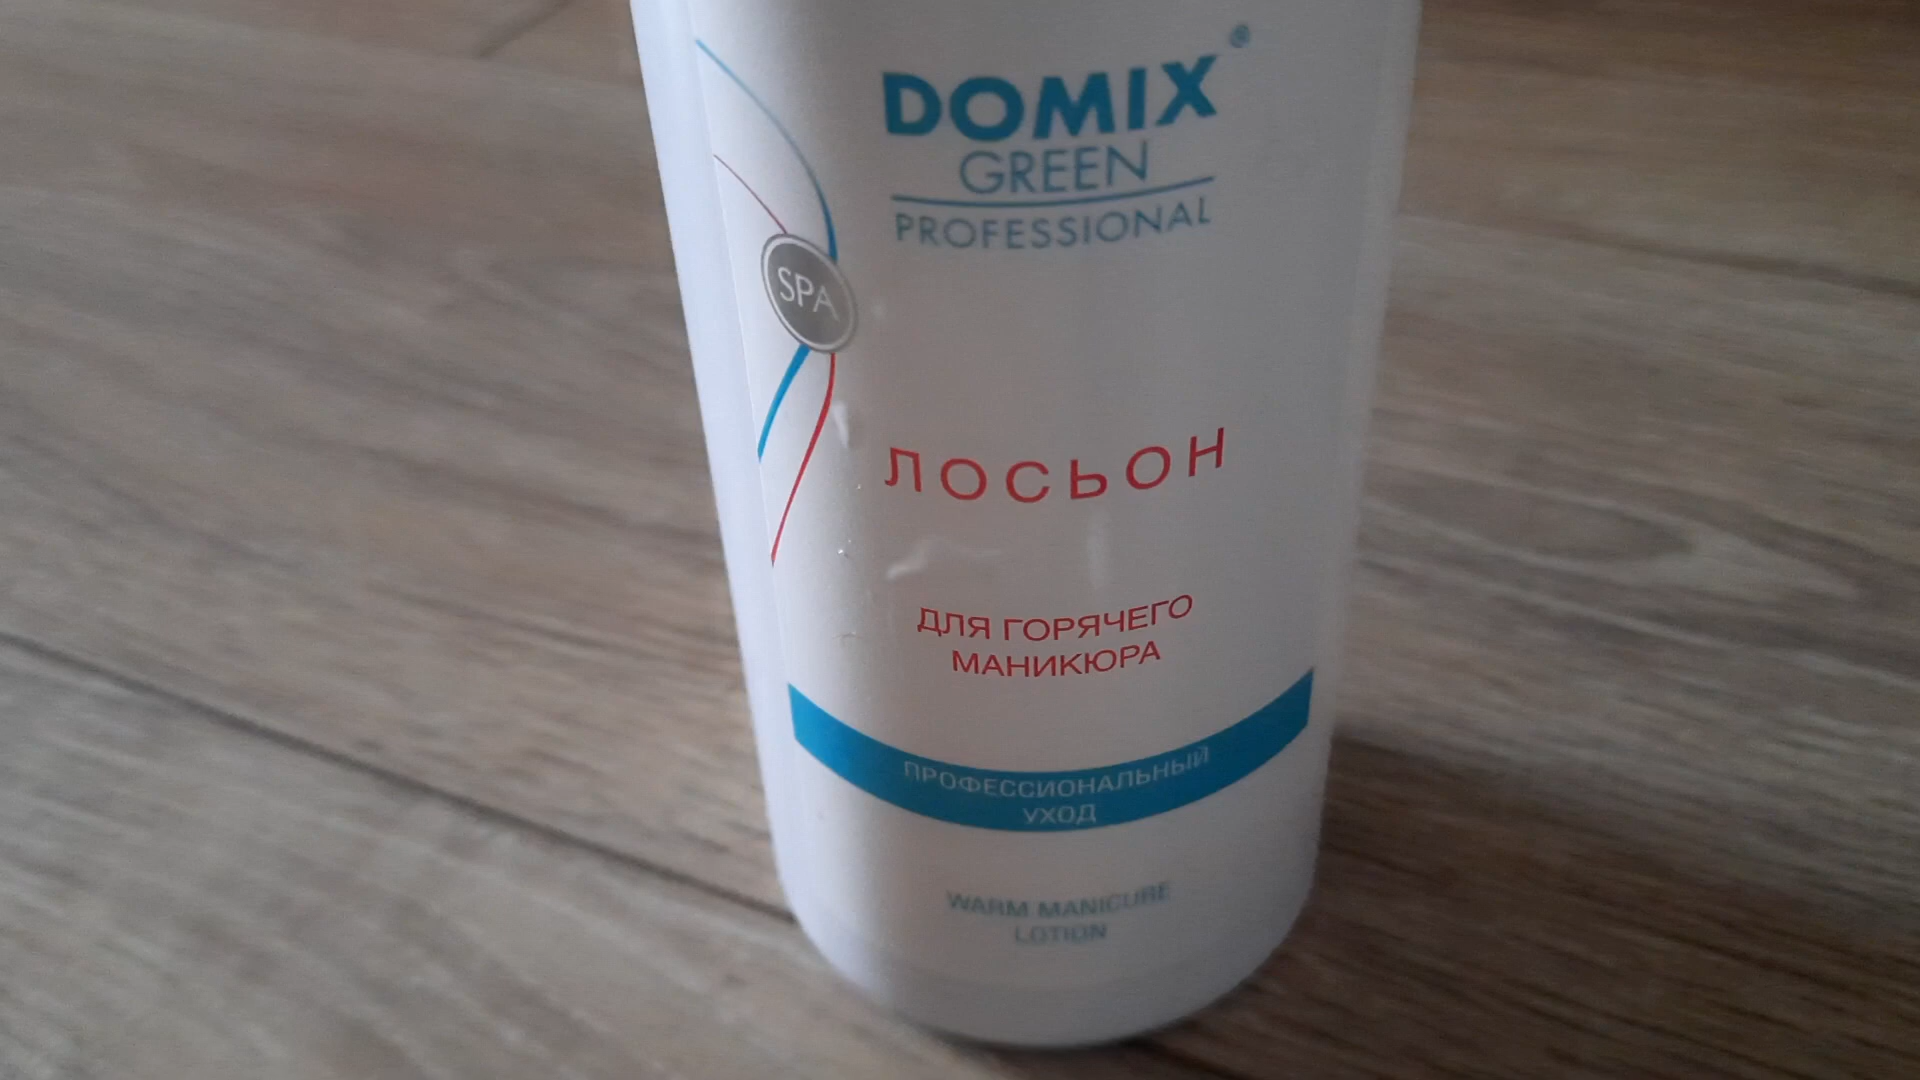 DOMIX®
GREEN
PROFESSIONAL
SPA
ЛОСЬОН
ДЛЯ ГОРЯЧЕГО
МАНИКЮРА
ПРОФЕССИОНАЛЬНЫЙ
УХОД
WARM MANICURE
LOTION